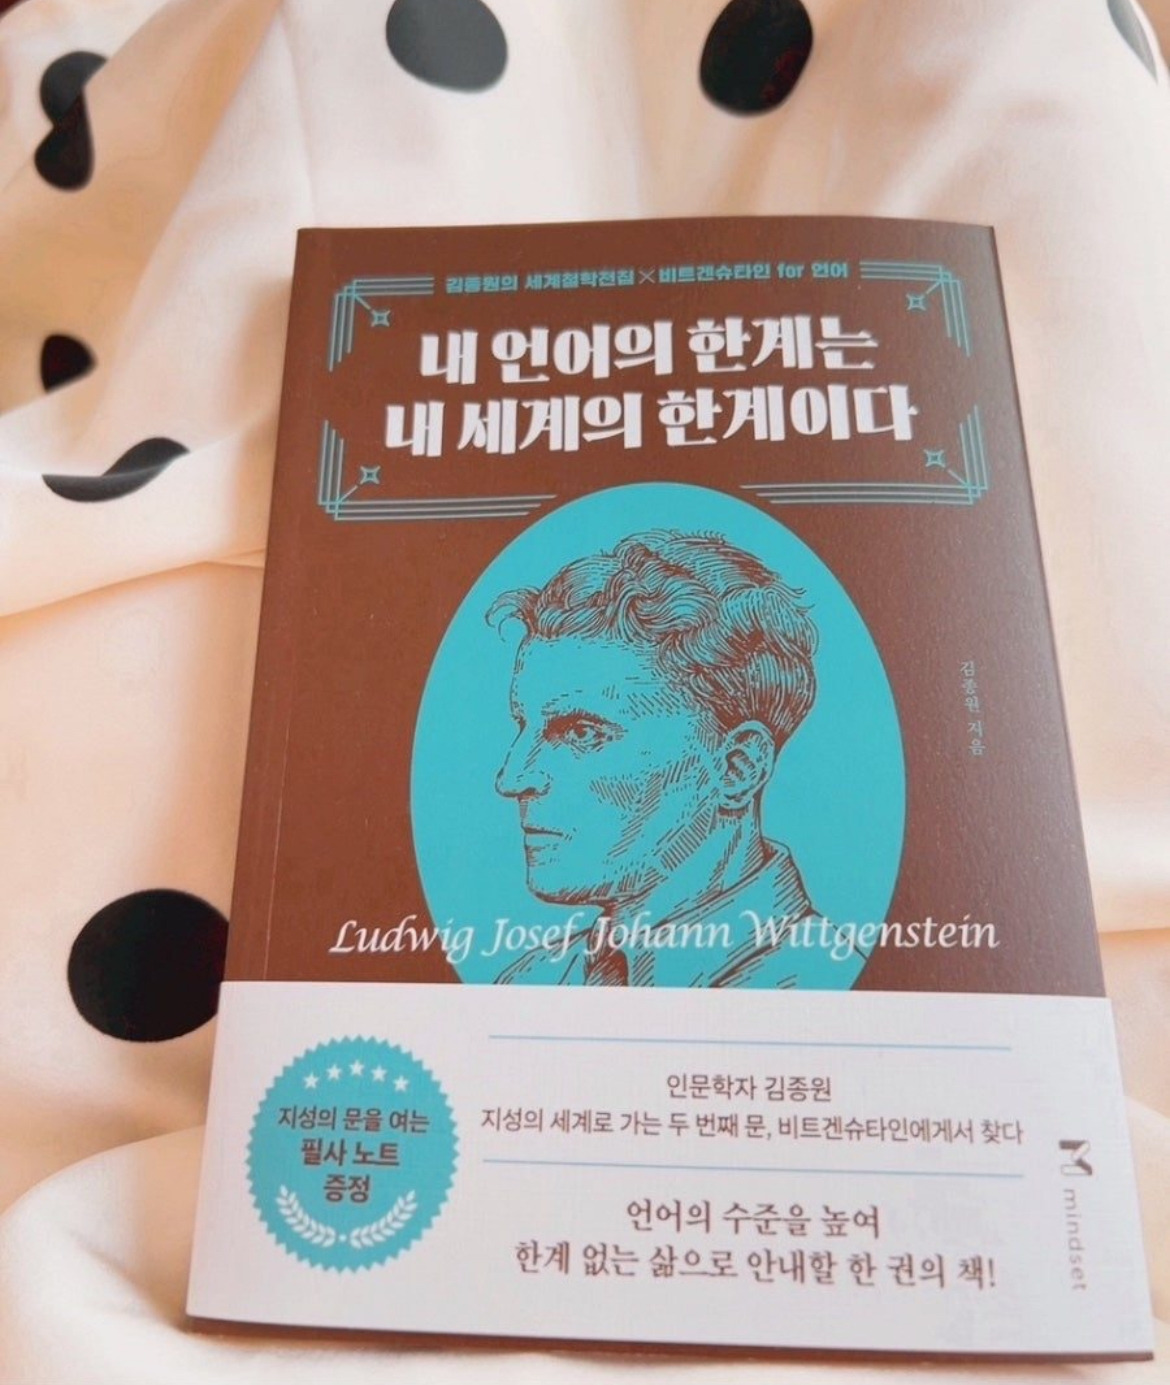 김종원의 세계철학전집×비트겐슈타인 for 언어
내 언어의 한계는
내 세계의 한계이다
김종원 지음
Ludwig Josef Johann Wittgenstein
지성의 문을 여는
필사 노트
증정
인문학자 김종원
지성의 세계로 가는 두 번째 문, 비트겐슈타인에게서 찾다
언어의 수준을 높여
한계 없는 삶으로 안내할 한 권의 책!
M mindset